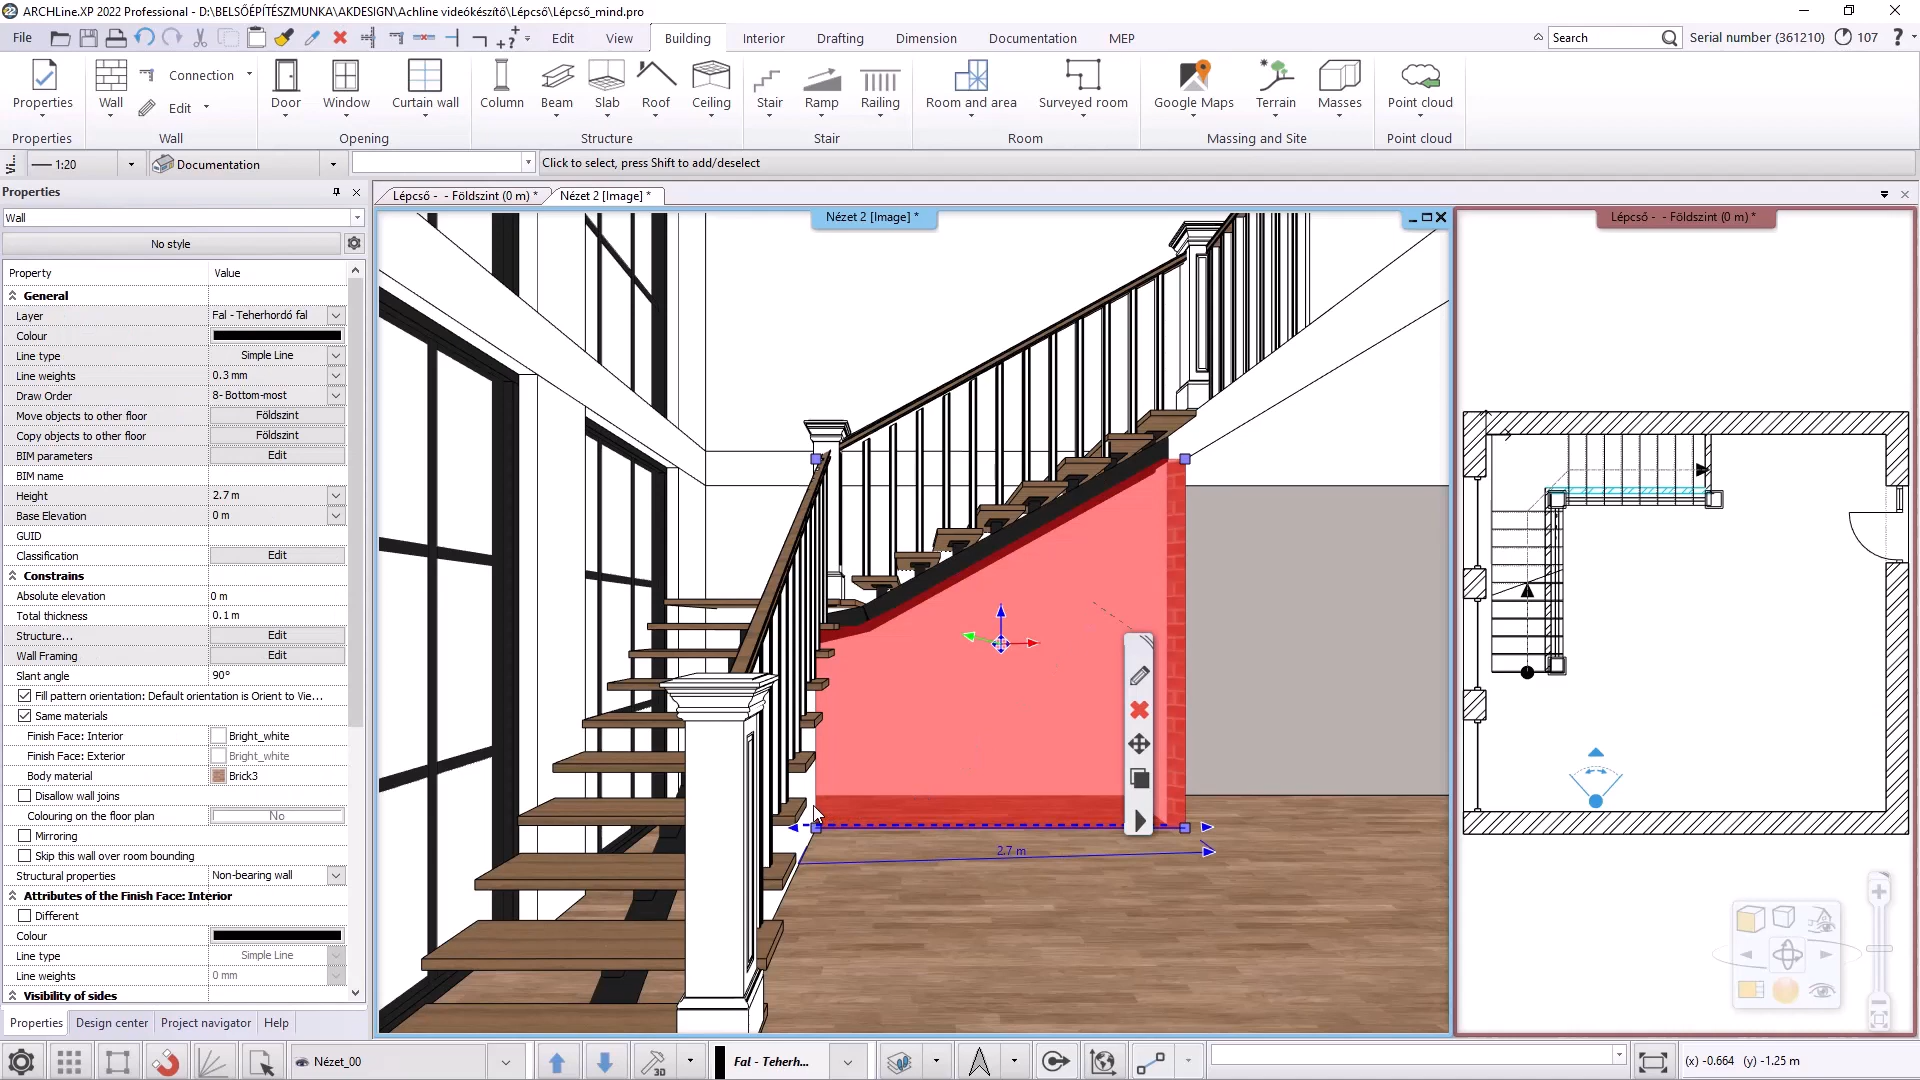 ARCHLine.XP 2022 Professional - D:\BELSŐÉPÍTÉSZMUNKA\AKDESIGN\Achline videókészítő\Lépcső\Lépcső_mind.pro
File Edit View Building Interior Drafting Dimension Documentation MEP Search Serial number (361210) 107 ?
Properties Wall Connection Edit Door Window Curtain wall Column Beam Slab Roof Ceiling Stair Ramp Railing Room and area Surveyed room Google Maps Terrain Masses Point cloud
Properties Wall Opening Structure Stair Room Massing and Site Point cloud
1:20 Documentation Click to select, press Shift to add/deselect
Properties
Lépcső - - Földszint (0 m) * Nézet 2 [Image] *
Nézet 2 [Image] *
Lépcső - - Földszint (0 m) *
Wall
No style
Property Value
General
Layer Fal - Teherhordó fal
Colour
Line type Simple Line
Line weights 0.3 mm
Draw Order 8- Bottom-most
Move objects to other floor Földszint
Copy objects to other floor Földszint
BIM parameters Edit
BIM name
Height 2.7 m
Base Elevation 0 m
GUID
Classification Edit
Constrains
Absolute elevation 0 m
Total thickness 0.1 m
Structure... Edit
Wall Framing Edit
Slant angle 90°
Fill pattern orientation: Default orientation is Orient to Vie...
Same materials
Finish Face: Interior Bright_white
Finish Face: Exterior Bright_white
Body material Brick3
Disallow wall joins
Colouring on the floor plan No
Mirroring
Skip this wall over room bounding
Structural properties Non-bearing wall
Attributes of the Finish Face: Interior
Different
Colour
Line type Simple Line
Line weights 0 mm
Visibility of sides
2.7 m
Properties Design center Project navigator Help
Nézet_00 3D Fal - Teherh... (x) -0.664 (y) -1.25 m